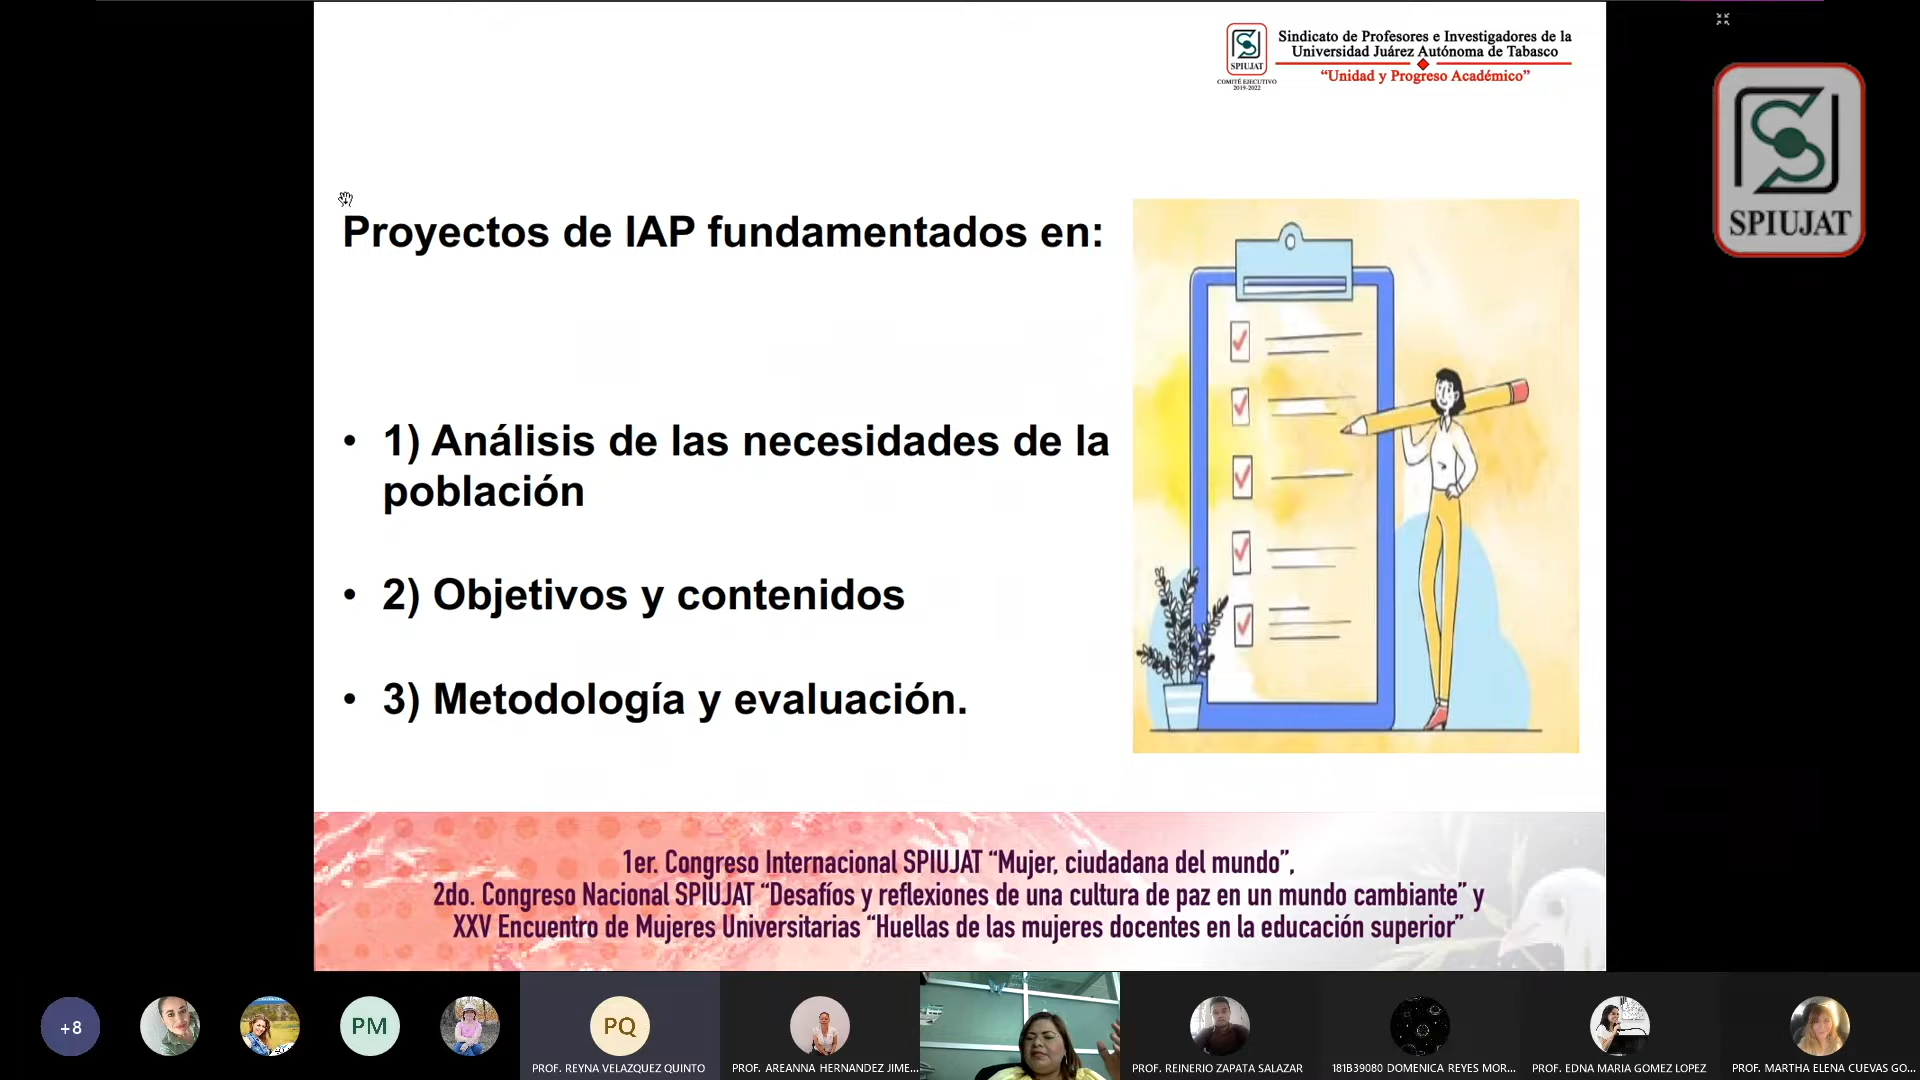 SPIUJAT
COMITÉ EJECUTIVO
2019-2022
Sindicato de Profesores e Investigadores de la
Universidad Juárez Autónoma de Tabasco
“Unidad y Progreso Académico”
SPIUJAT
Proyectos de IAP fundamentados en:
• 1) Análisis de las necesidades de la
población
• 2) Objetivos y contenidos
• 3) Metodología y evaluación.
1er. Congreso Internacional SPIUJAT “Mujer, ciudadana del mundo”,
2do. Congreso Nacional SPIUJAT “Desafíos y reflexiones de una cultura de paz en un mundo cambiante” y
XXV Encuentro de Mujeres Universitarias “Huellas de las mujeres docentes en la educación superior”
+8
PM
PQ
PROF. REYNA VELAZQUEZ QUINTO
PROF. AREANNA HERNANDEZ JIME...
PROF. REINERIO ZAPATA SALAZAR
181B39080 DOMENICA REYES MOR...
PROF. EDNA MARIA GOMEZ LOPEZ
PROF. MARTHA ELENA CUEVAS GO...